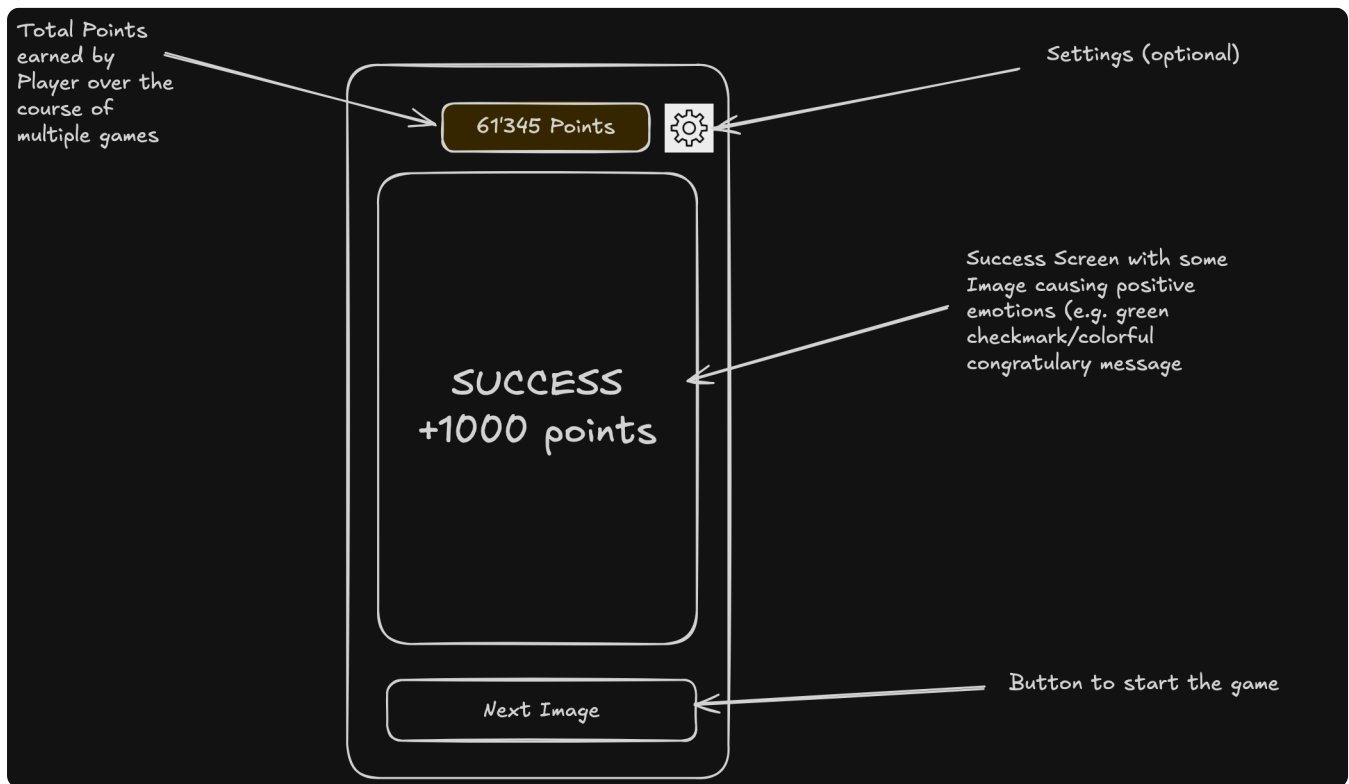 Total Points
earned by
Player over the
course of
multiple games
Settings (optional)
61'345 Points
Success Screen with some
Image causing positive
emotions (e.g. green
checkmark/colorful
congratulary message
SUCCESS
+1000 points
Button to start the game
Next Image